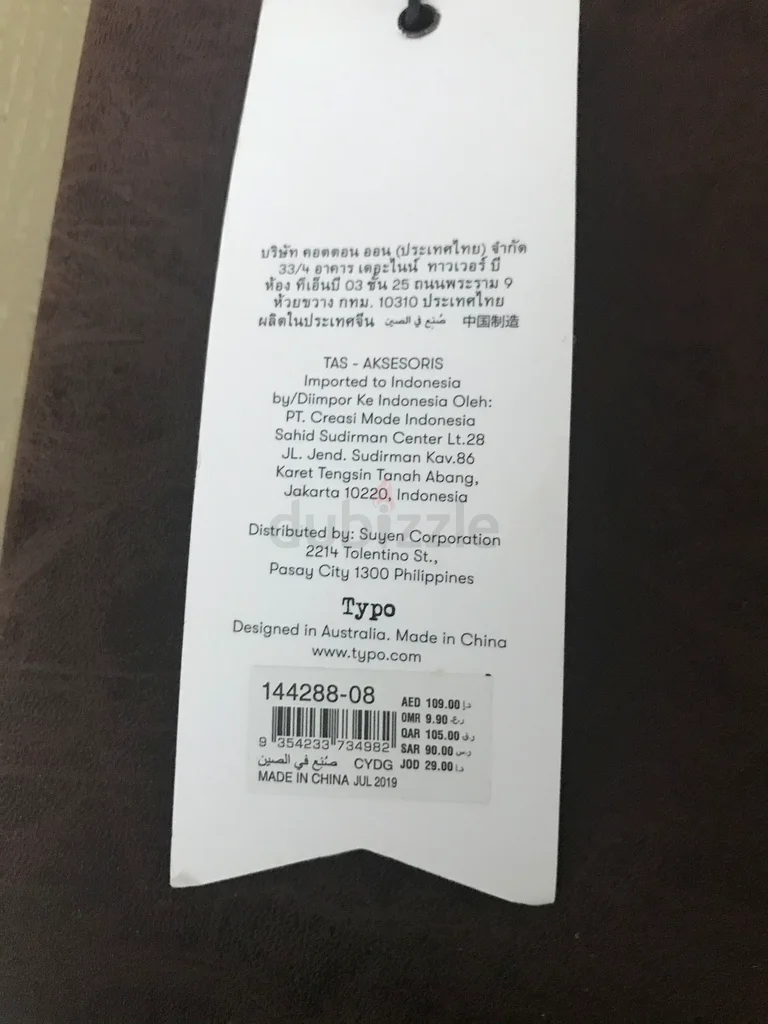 บริษัท คอตตอน ออน (ประเทศไทย) จำกัด
33/4 อาคาร เดอะไนน์ ทาวเวอร์ บี
ห้อง ทีเอ็นบี 03 ชั้น 25 ถนนพระราม 9
ห้วยขวาง กทม. 10310 ประเทศไทย
ผลิตในประเทศจีน صُنِع في الصين 中国制造
TAS - AKSESORIS
Imported to Indonesia
by/Diimpor Ke Indonesia Oleh:
PT. Creasi Mode Indonesia
Sahid Sudirman Center Lt.28
JL. Jend. Sudirman Kav.86
Karet Tengsin Tanah Abang,
Jakarta 10220, Indonesia
dubizzle
Distributed by: Suyen Corporation
2214 Tolentino St.,
Pasay City 1300 Philippines
Typo
Designed in Australia. Made in China
www.typo.com
144288-08
AED 109.00 د.إ
OMR 9.90 ر.ع
QAR 105.00 ر.ق
SAR 90.00 ر.س
JOD 29.00 د.ا
9 354233 734982
صُنِع في الصين CYDG
MADE IN CHINA JUL 2019